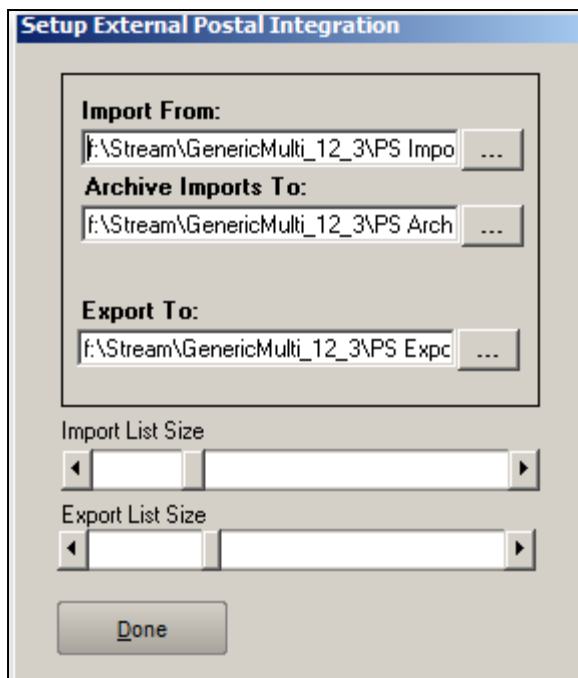 Setup External Postal Integration
Import From:
f:\Stream\GenericMulti_12_3\PS Impo
...
Archive Imports To:
f:\Stream\GenericMulti_12_3\PS Arch
...
Export To:
f:\Stream\GenericMulti_12_3\PS Expo
...
Import List Size
Export List Size
Done